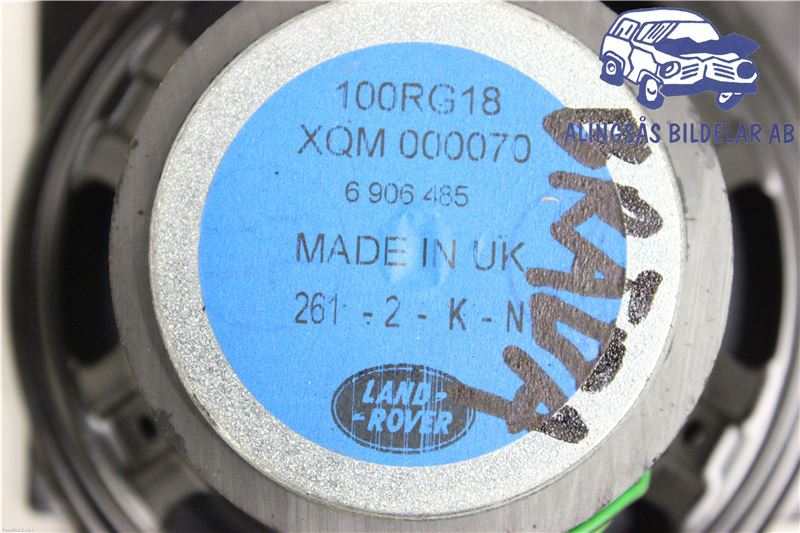 100RG18
XQM 000070
6 906 485
MADE IN UK
261 - 2 - K - N
LAND-
-ROVER
ALINGSÅS BILDELAR AB